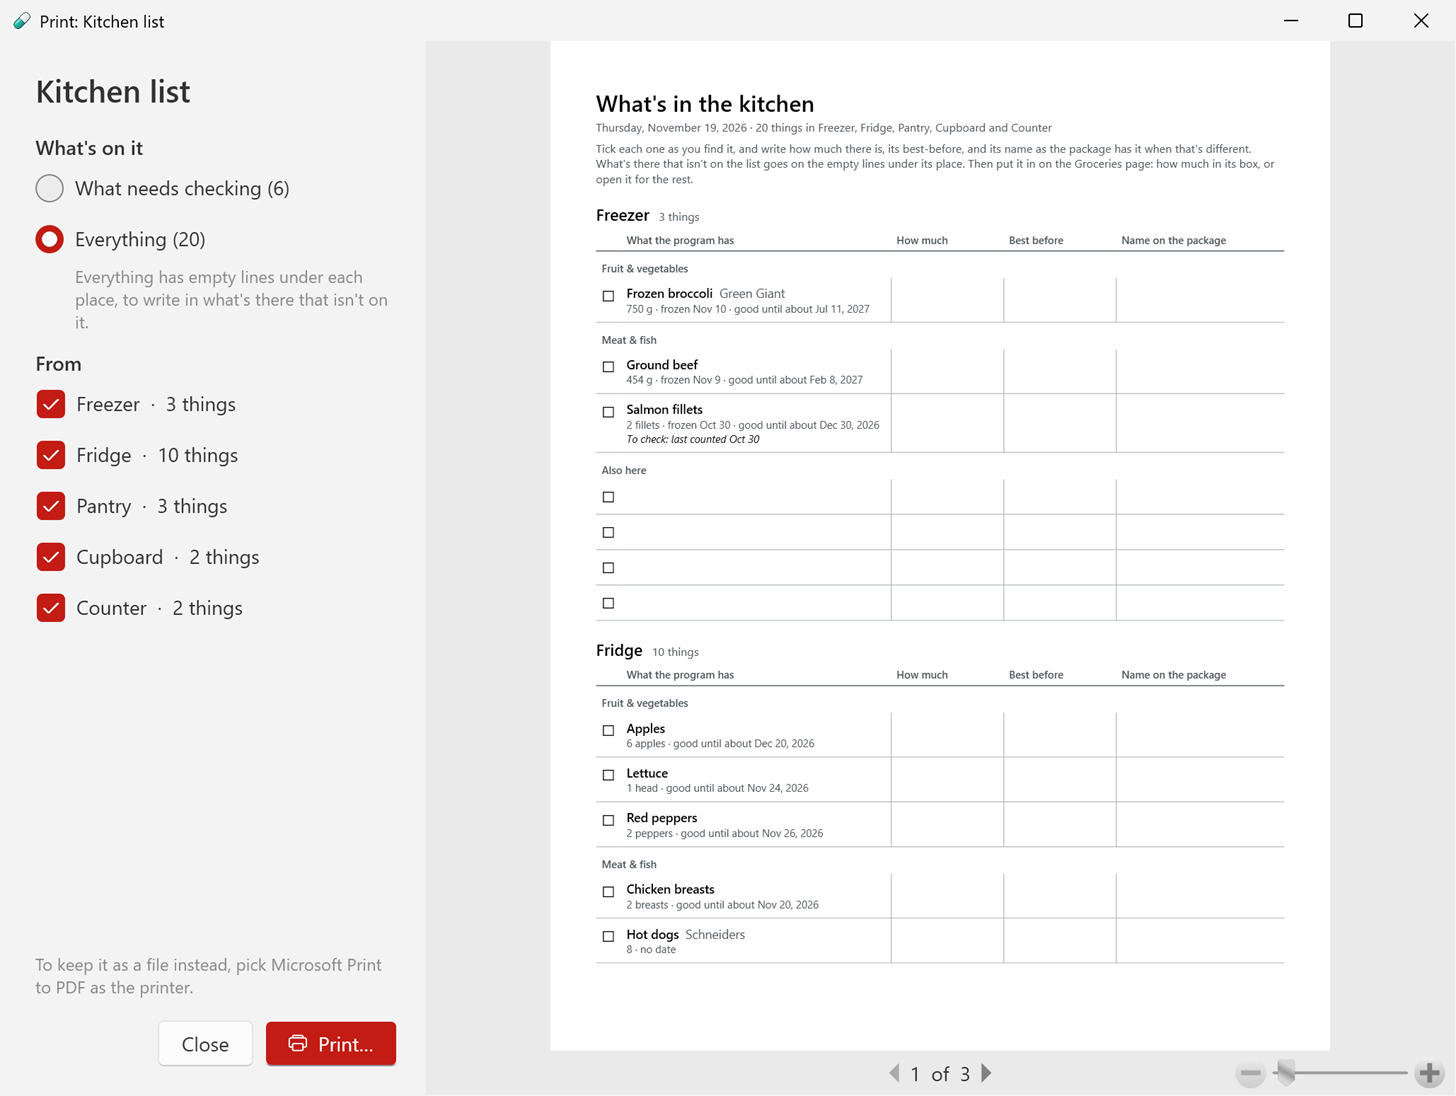 Print: Kitchen list
Kitchen list
What's on it
What needs checking (6)
Everything (20)
Everything has empty lines under each
place, to write in what's there that isn't on
it.
From
Freezer · 3 things
Fridge · 10 things
Pantry · 3 things
Cupboard · 2 things
Counter · 2 things
To keep it as a file instead, pick Microsoft Print
to PDF as the printer.
Close
Print...
What's in the kitchen
Thursday, November 19, 2026 · 20 things in Freezer, Fridge, Pantry, Cupboard and Counter
Tick each one as you find it, and write how much there is, its best-before, and its name as the package has it when that's different.
What's there that isn't on the list goes on the empty lines under its place. Then put it in on the Groceries page: how much in its box, or
open it for the rest.
Freezer 3 things
What the program has How much Best before Name on the package
Fruit & vegetables
Frozen broccoli Green Giant
750 g · frozen Nov 10 · good until about Jul 11, 2027
Meat & fish
Ground beef
454 g · frozen Nov 9 · good until about Feb 8, 2027
Salmon fillets
2 fillets · frozen Oct 30 · good until about Dec 30, 2026
To check: last counted Oct 30
Also here
Fridge 10 things
What the program has How much Best before Name on the package
Fruit & vegetables
Apples
6 apples · good until about Dec 20, 2026
Lettuce
1 head · good until about Nov 24, 2026
Red peppers
2 peppers · good until about Nov 26, 2026
Meat & fish
Chicken breasts
2 breasts · good until about Nov 20, 2026
Hot dogs Schneiders
8 · no date
1 of 3